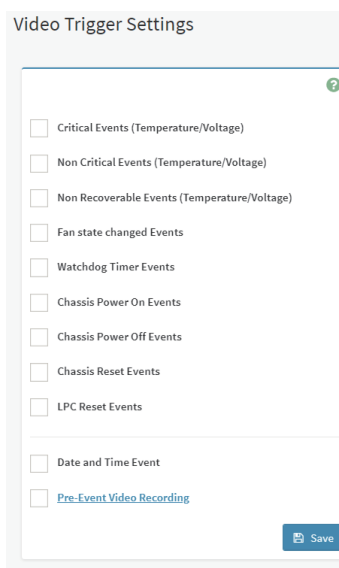 Video Trigger Settings
?
Critical Events (Temperature/Voltage)
Non Critical Events (Temperature/Voltage)
Non Recoverable Events (Temperature/Voltage)
Fan state changed Events
Watchdog Timer Events
Chassis Power On Events
Chassis Power Off Events
Chassis Reset Events
LPC Reset Events
Date and Time Event
Pre-Event Video Recording
Save